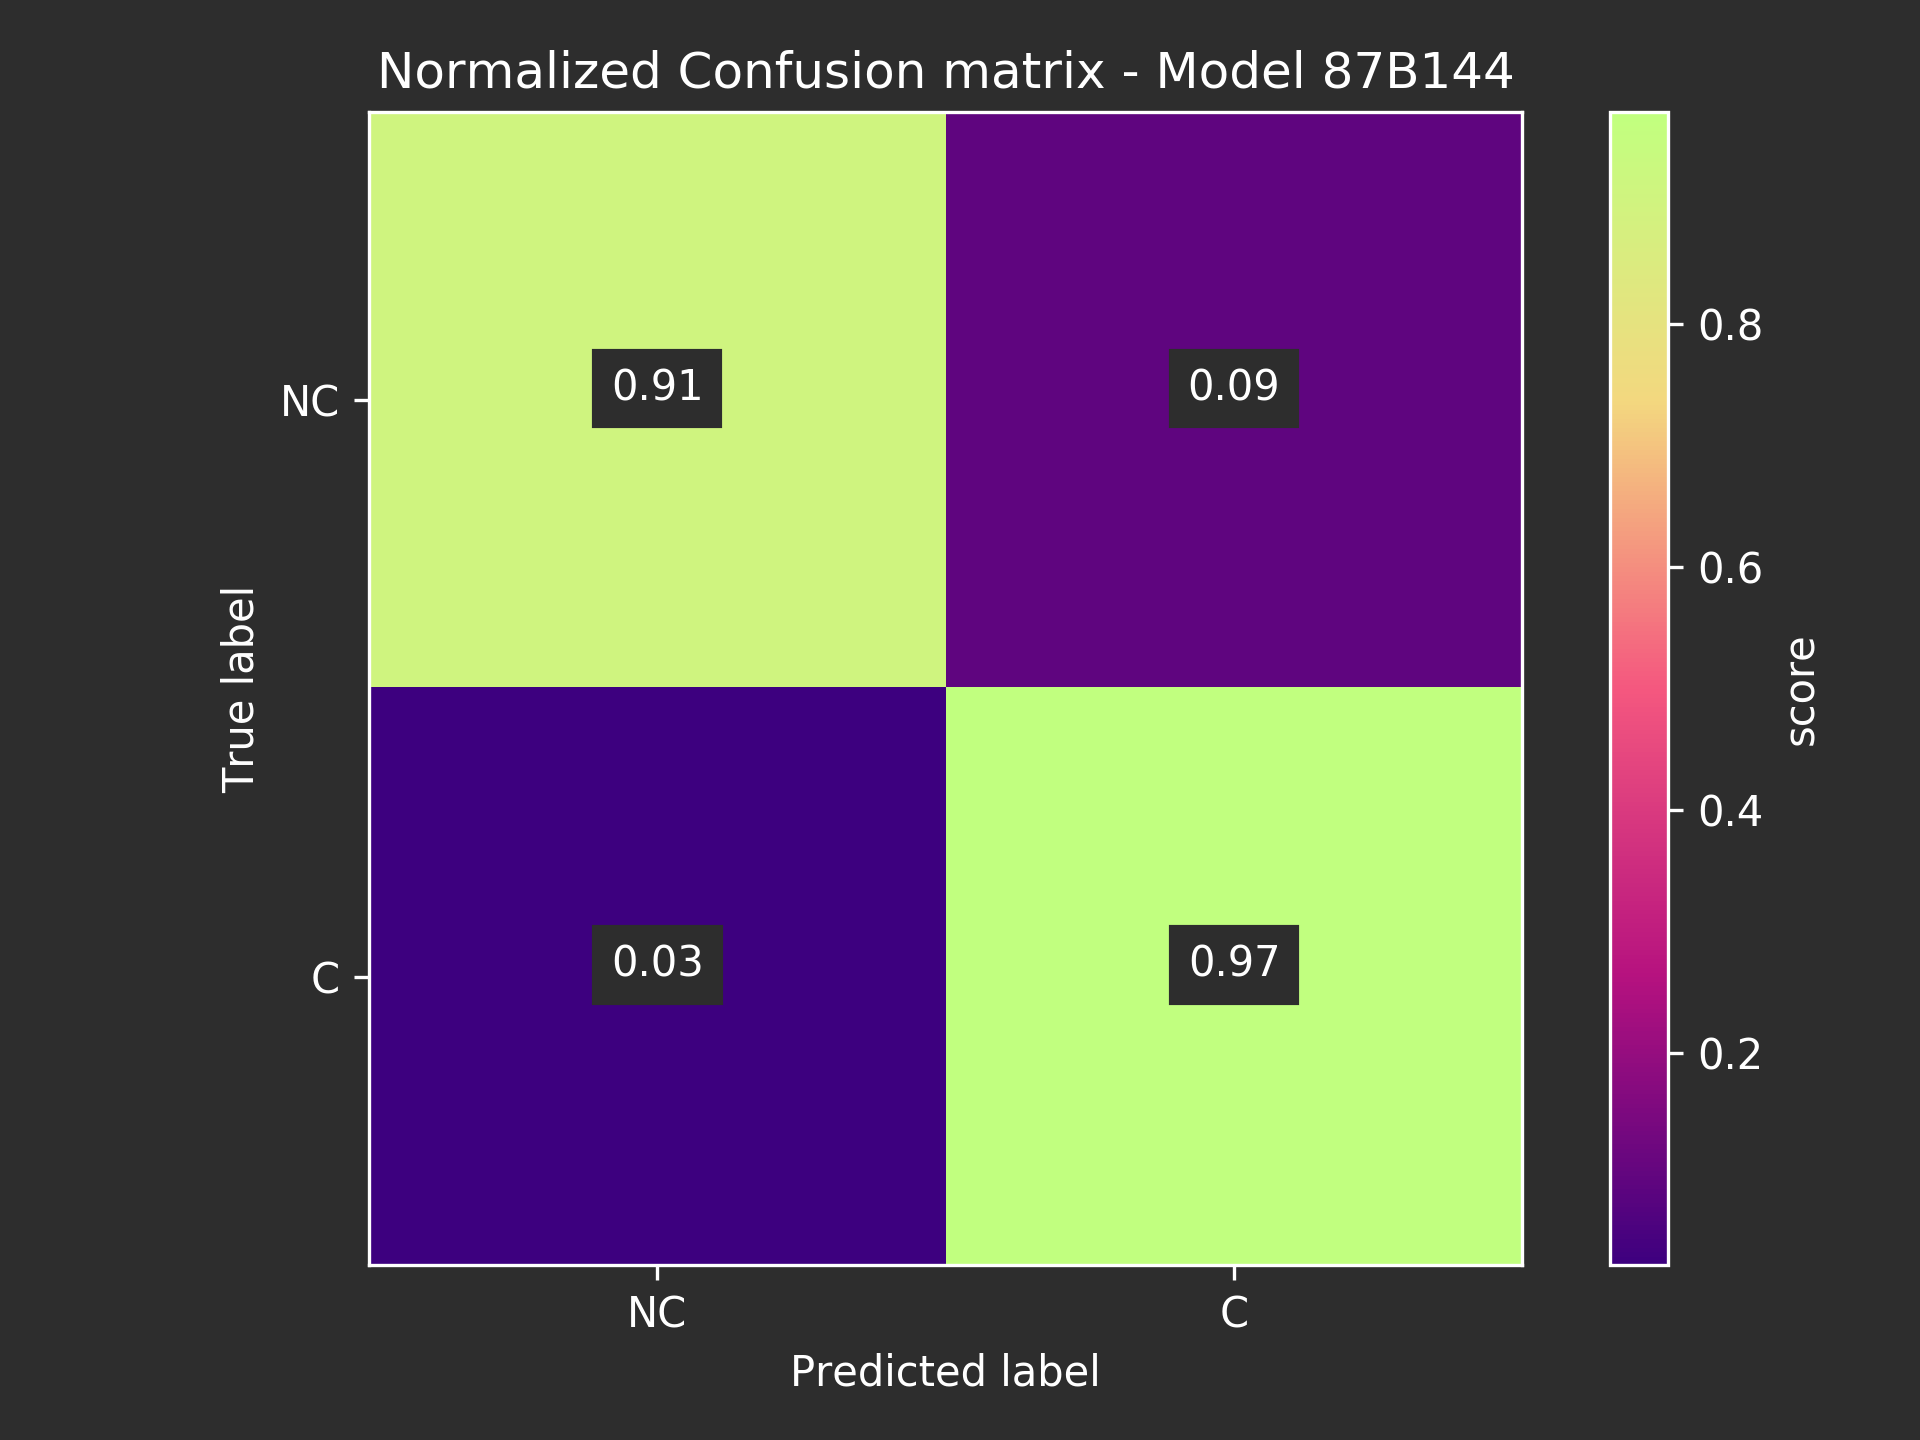 Normalized Confusion matrix - Model 87B144
NC
0.91
0.09
0.8
0.6
True label
score
0.4
C
0.03
0.97
0.2
NC
C
Predicted label